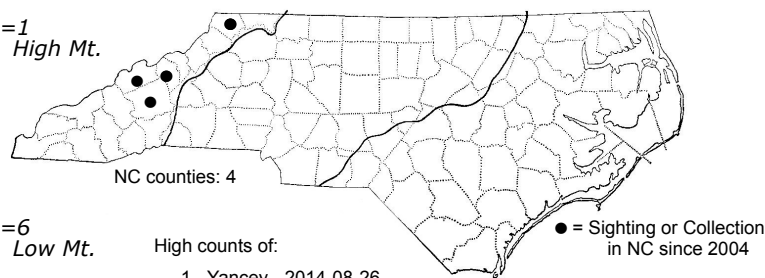 =1
High Mt.
NC counties: 4
=6
Low Mt.
High counts of:
● = Sighting or Collection
in NC since 2004
1 - Yancey - 2014-08-26